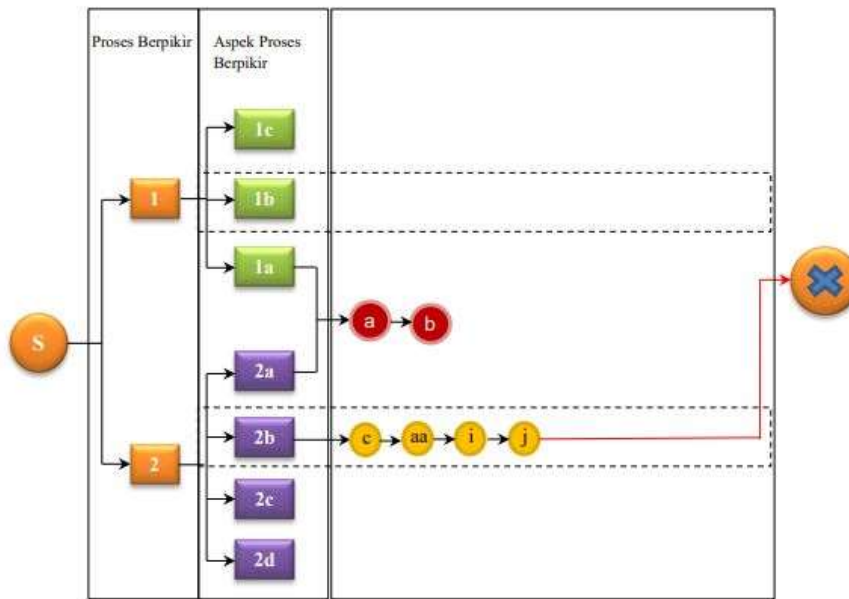 Proses Berpikir
Aspek Proses
Berpikir
1c
1
1b
1a
S
a
b
2a
2b
c
aa
i
j
2
2c
2d